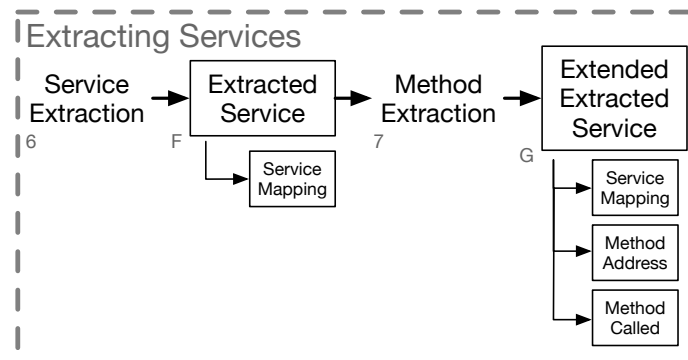 Extracting Services
Service
Extraction
6
Extracted
Service
F
Service
Mapping
Method
Extraction
7
Extended
Extracted
Service
G
Service
Mapping
Method
Address
Method
Called